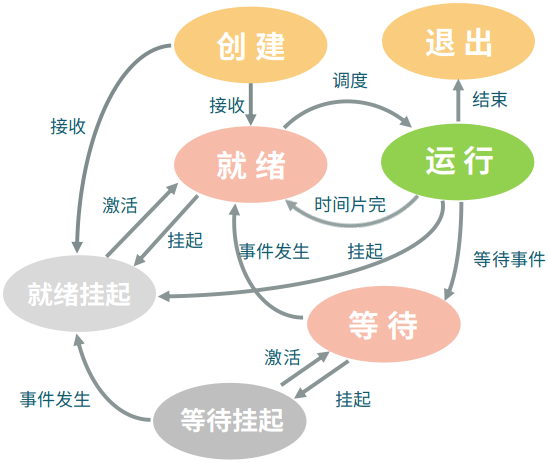 创建
退出
调度
结束
接收
接收
就绪
运行
激活
时间片完
挂起
事件发生
挂起
等待事件
就绪挂起
等待
激活
事件发生
挂起
等待挂起